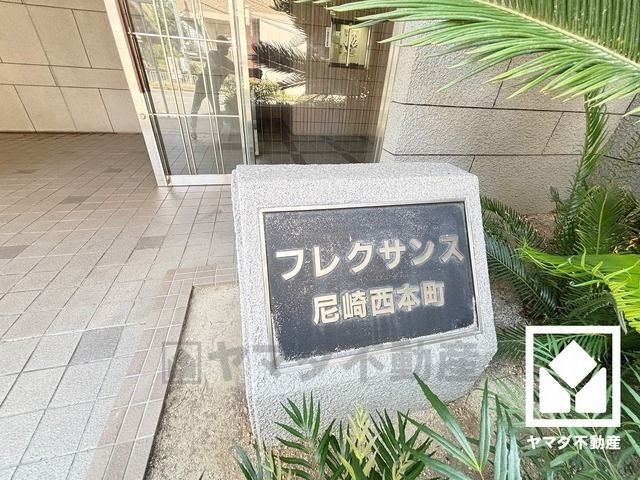 フレクサンス
尼崎西本町
ヤマダ不動産
ヤマダ不動産